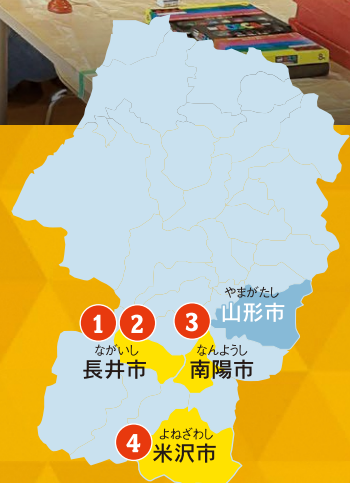 やまがたし
山形市
1 2 3
ながいし
長井市
なんようし
南陽市
4
よねざわし
米沢市